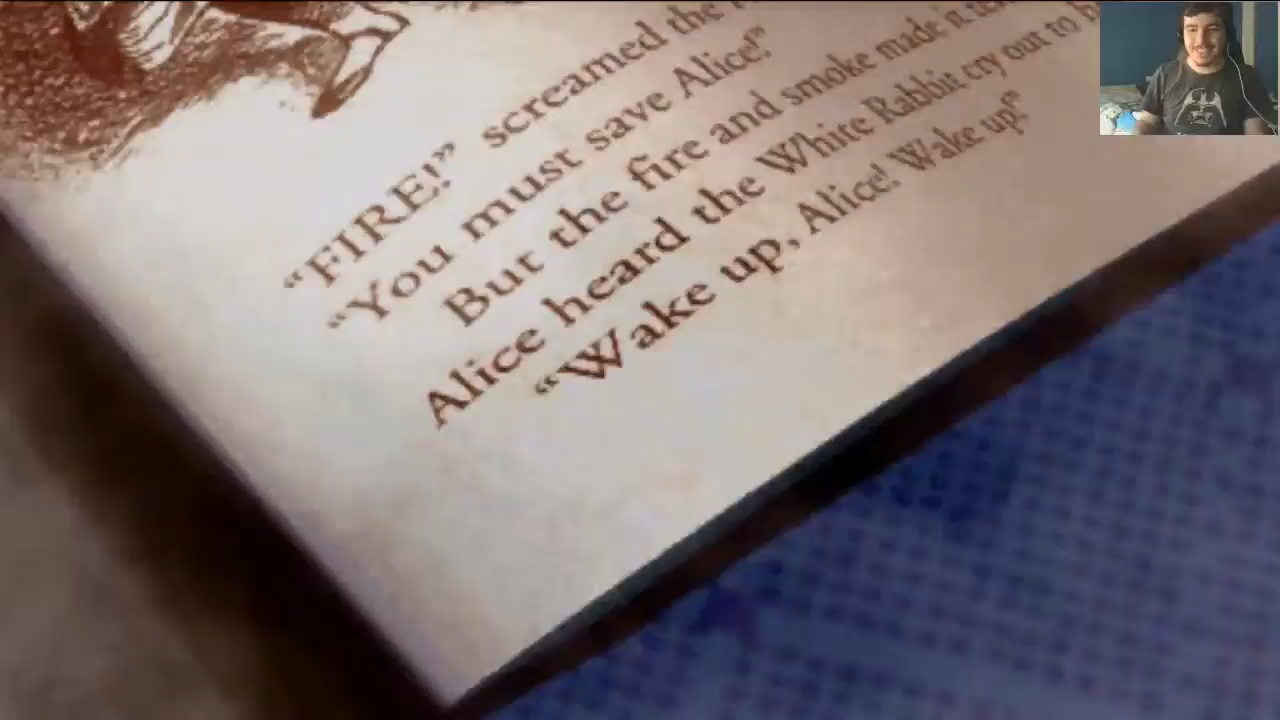 “FIRE!” screamed the
“You must save Alice!”
But the fire and smoke made it
Alice heard the White Rabbit cry out to
“Wake up, Alice! Wake up!”